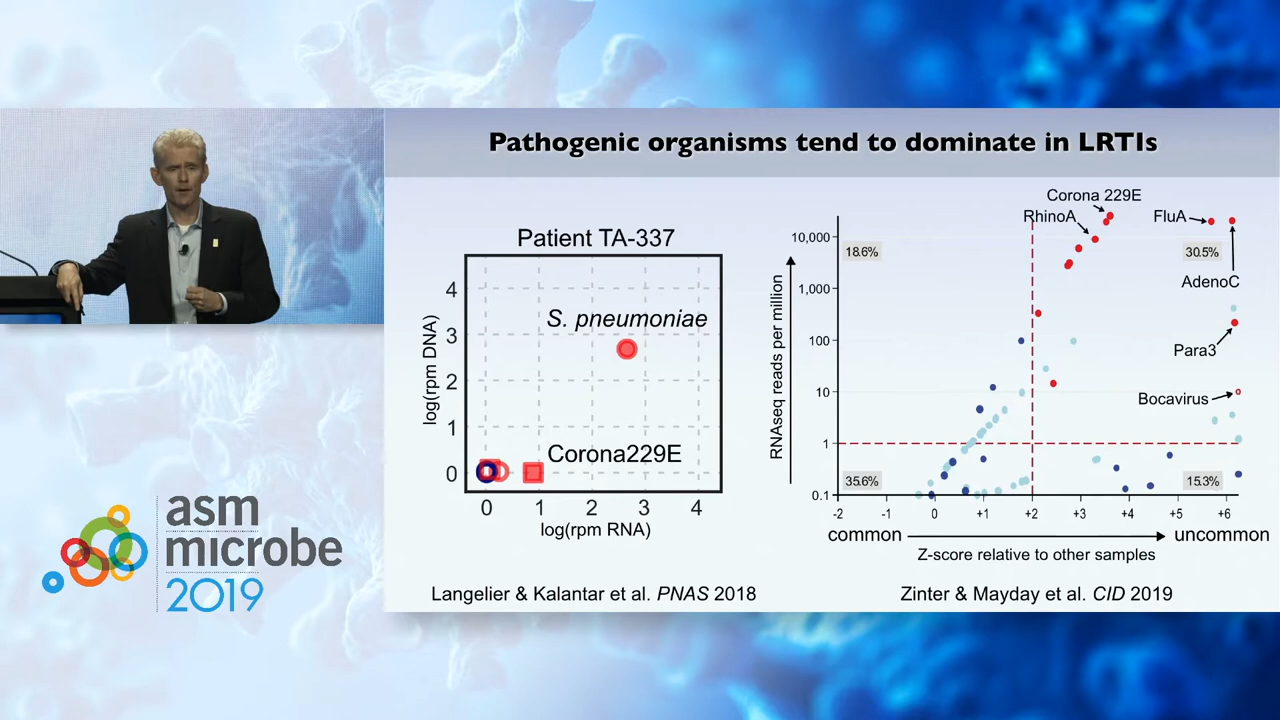 Pathogenic organisms tend to dominate in LRTIs
Patient TA-337
4
3
2
1
0
0
1
2
3
4
log(rpm DNA)
log(rpm RNA)
S. pneumoniae
Corona229E
Langelier & Kalantar et al. PNAS 2018
Corona 229E
RhinoA
FluA
AdenoC
Para3
Bocavirus
18.6%
30.5%
35.6%
15.3%
10,000
1,000
100
10
1
0.1
RNAseq reads per million
-2
-1
0
+1
+2
+3
+4
+5
+6
common
uncommon
Z-score relative to other samples
Zinter & Mayday et al. CID 2019
asm
microbe
2019